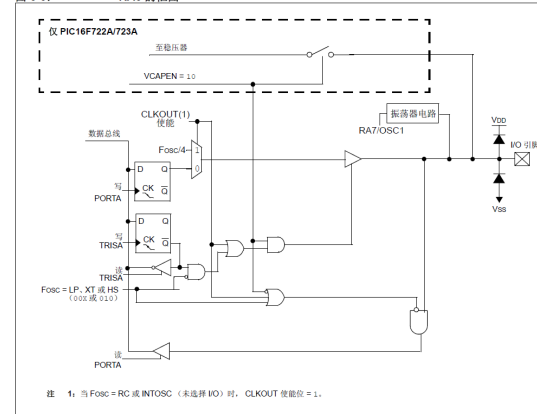 仅 PIC16F722A/723A
至稳压器
VCAPEN = 10
CLKOUT(1)
使能
振荡器电路
RA7/OSC1
VDD
数据总线
FOSC/4
1
0
I/O 引脚
D Q
写
PORTA
CK Q
VSS
D Q
写
TRISA
CK Q
读
TRISA
FOSC = LP、XT 或 HS
(00X 或 010)
读
PORTA
注 1: 当 FOSC = RC 或 INTOSC (未选择 I/O) 时, CLKOUT 使能位 = 1。